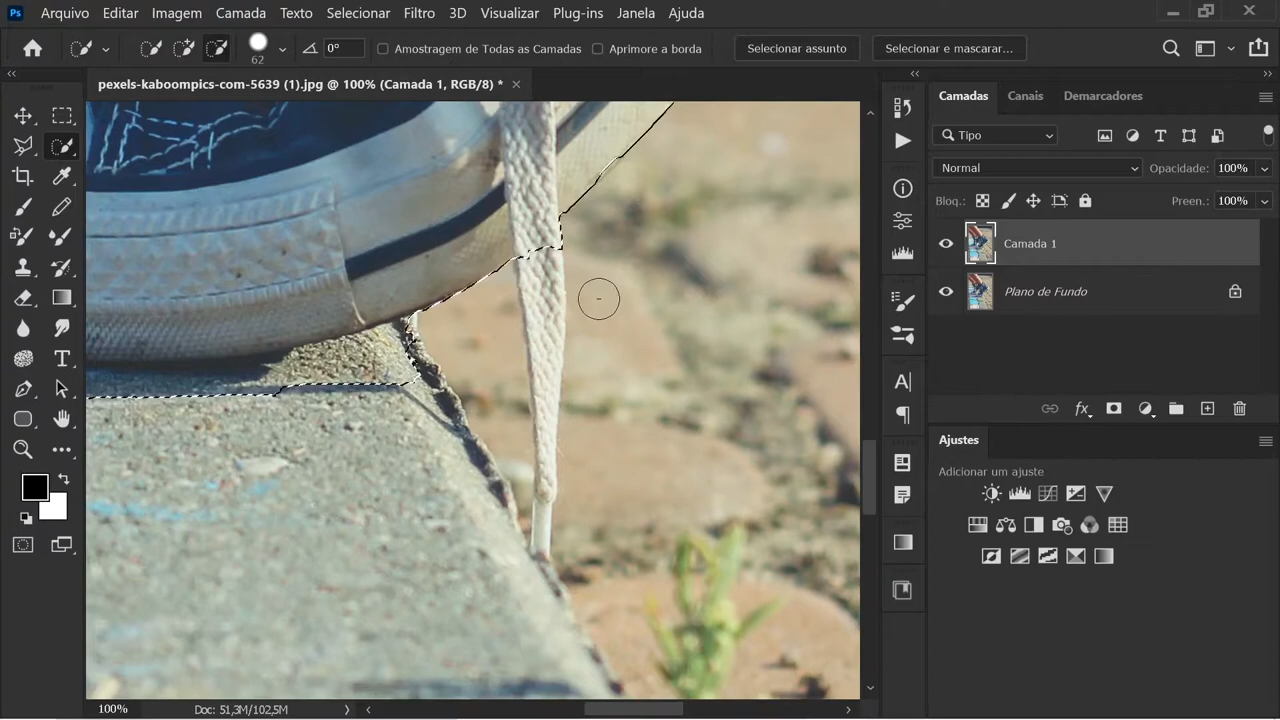 Ps Arquivo Editar Imagem Camada Texto Selecionar Filtro 3D Visualizar Plug-ins Janela Ajuda
62 0° Amostragem de Todas as Camadas Aprimore a borda Selecionar assunto Selecionar e mascarar...
pexels-kaboompics-com-5639 (1).jpg @ 100% (Camada 1, RGB/8) *
Camadas Canais Demarcadores
Tipo
Normal Opacidade: 100%
Bloq.: Preen.: 100%
Camada 1
Plano de Fundo
fx
Ajustes
Adicionar um ajuste
100% Doc: 51,3M/102,5M